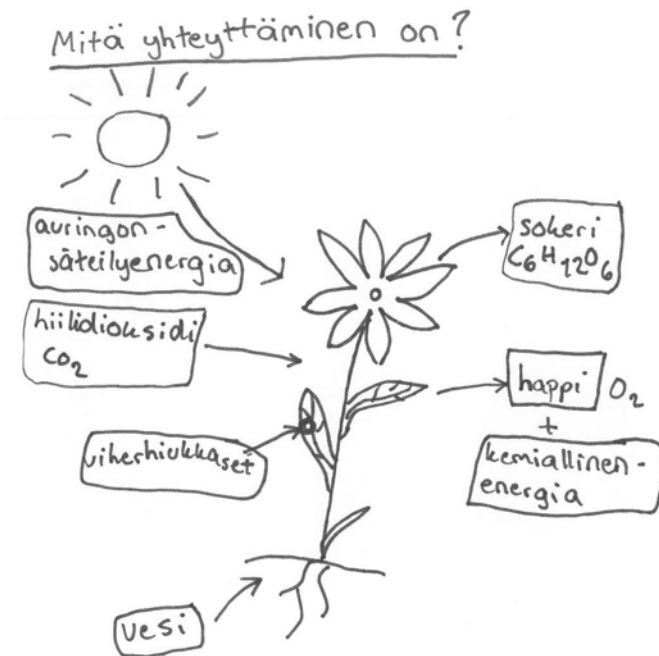 Mitä yhteyttäminen on?
auringon-
säteilyenergia
hiilidioksidi
CO₂
viherhiukkaset
vesi
sokeri
C₆H₁₂O₆
happi O₂
+
kemiallinen-
energia